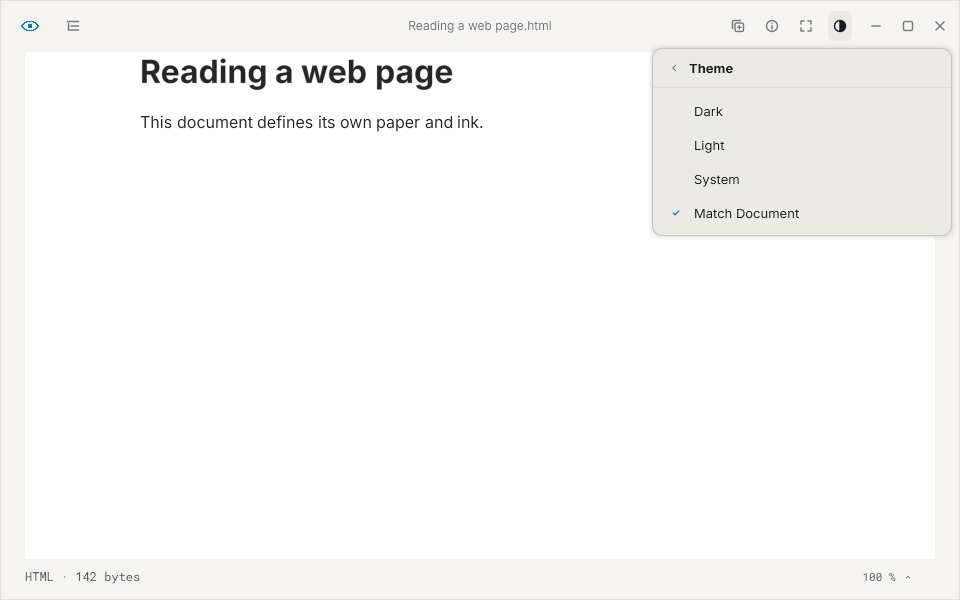 Reading a web page.html
Reading a web page
This document defines its own paper and ink.
Theme
Dark
Light
System
Match Document
HTML · 142 bytes
100 %